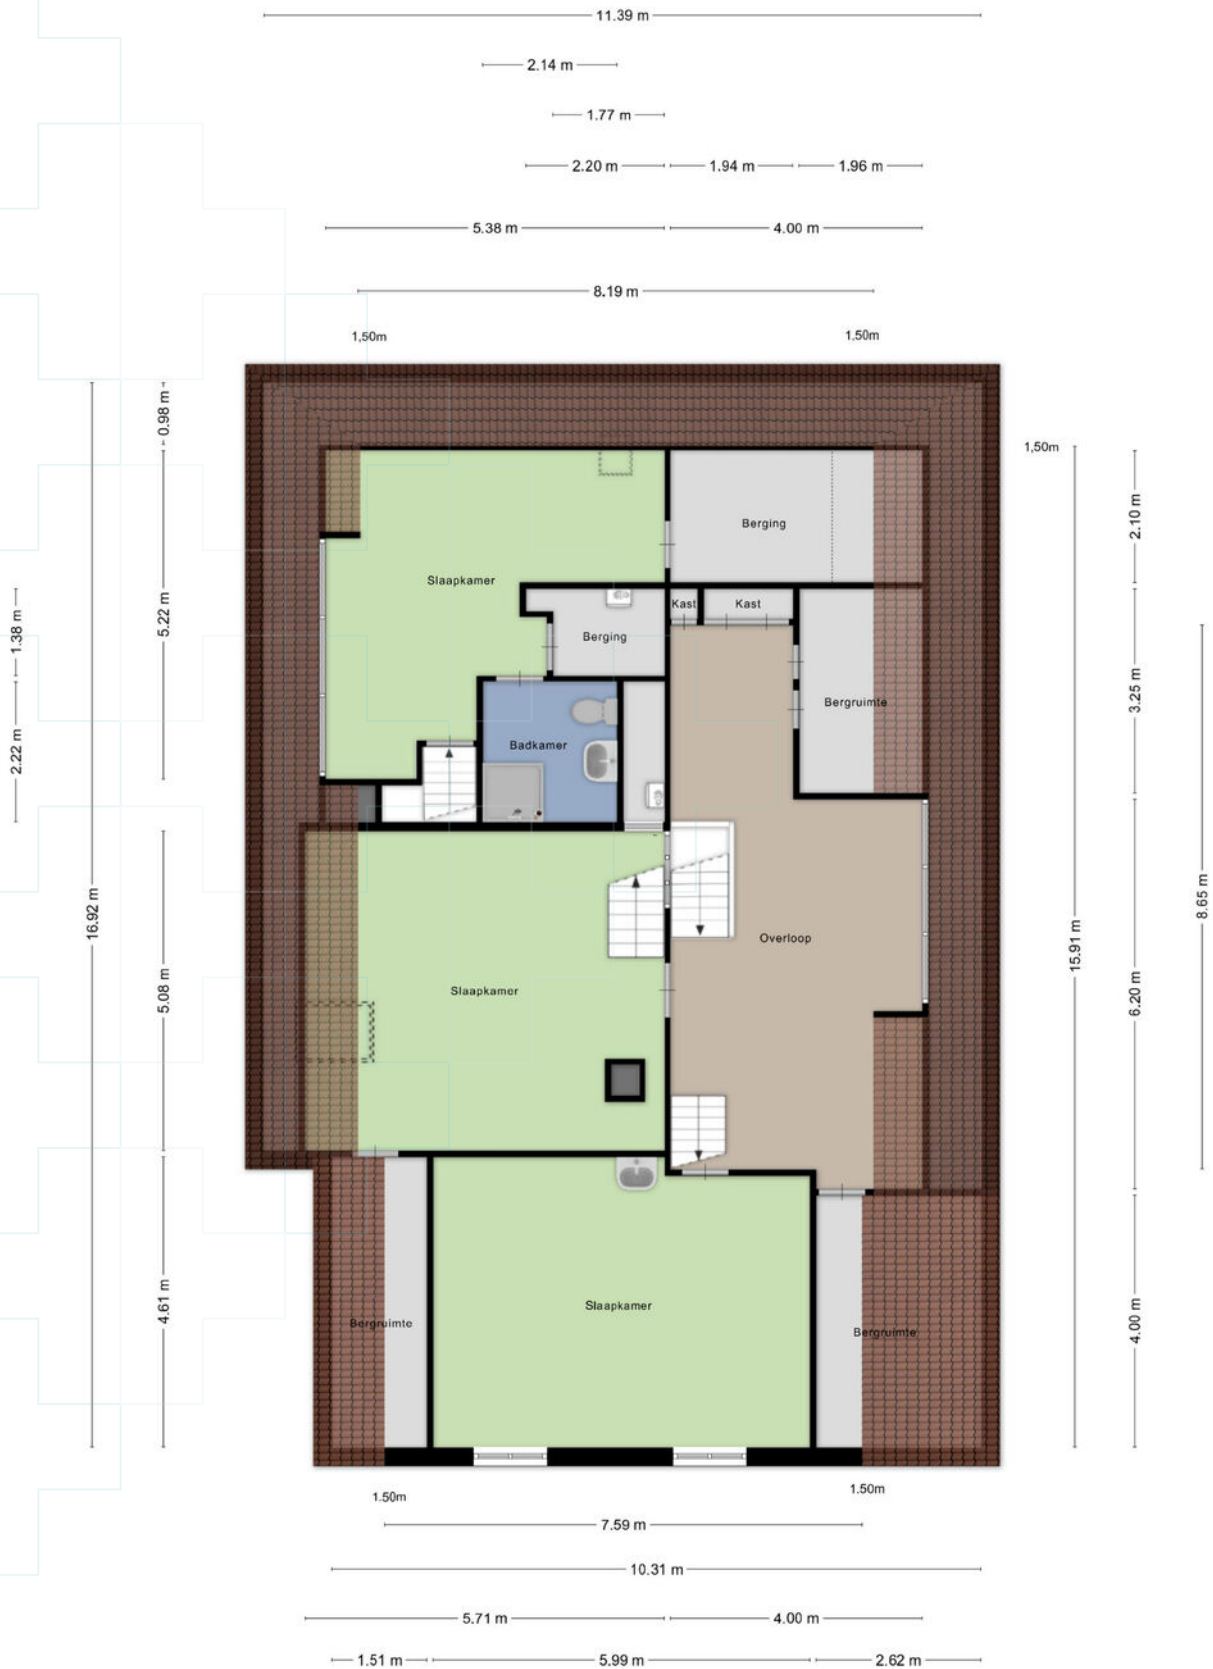 11.39 m
2.14 m
1.77 m
2.20 m
1.94 m
1.96 m
5.38 m
4.00 m
8.19 m
1,50m
1,50m
0.98 m
1,50m
2.10 m
Berging
Slaapkamer
5.22 m
1.38 m
Kast
Kast
Berging
3.25 m
Bergruimte
2.22 m
Badkamer
16.92 m
8.65 m
15.91 m
Overloop
5.08 m
Slaapkamer
6.20 m
4.61 m
Slaapkamer
Bergruimte
Bergruimte
4.00 m
1.50m
1.50m
7.59 m
10.31 m
5.71 m
4.00 m
1.51 m
5.99 m
2.62 m